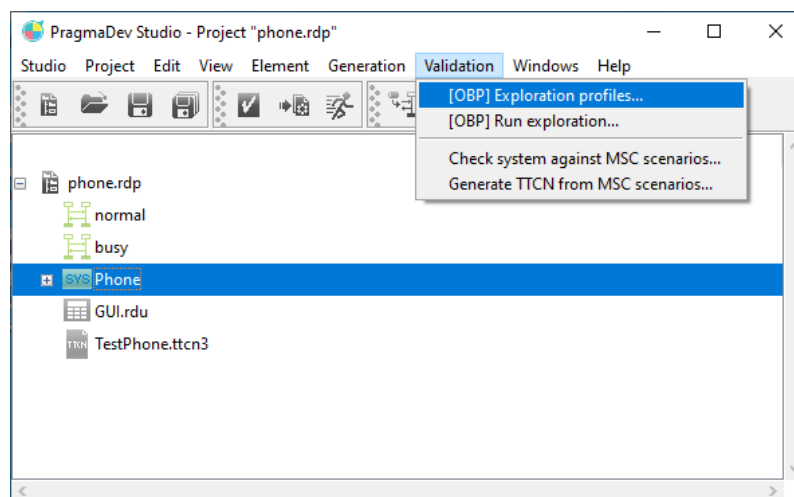 PragmaDev Studio - Project "phone.rdp"
Studio Project Edit View Element Generation Validation Windows Help
[OBP] Exploration profiles...
[OBP] Run exploration...
Check system against MSC scenarios...
Generate TTCN from MSC scenarios...
phone.rdp
normal
busy
SYS Phone
GUI.rdu
TTCN TestPhone.ttcn3